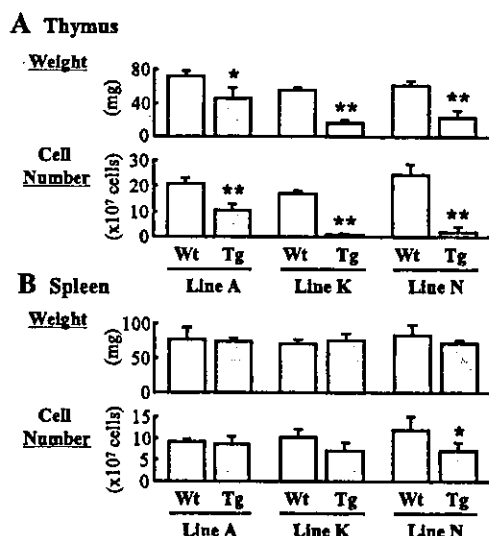 A Thymus
Weight
(mg)
80
40
0
*
**
**
Cell
Number
(x10⁷ cells)
30
20
10
0
**
**
**
Wt Tg Wt Tg Wt Tg
Line A Line K Line N
B Spleen
Weight
(mg)
100
50
0
Cell
Number
(x10⁷ cells)
15
10
5
0
*
Wt Tg Wt Tg Wt Tg
Line A Line K Line N